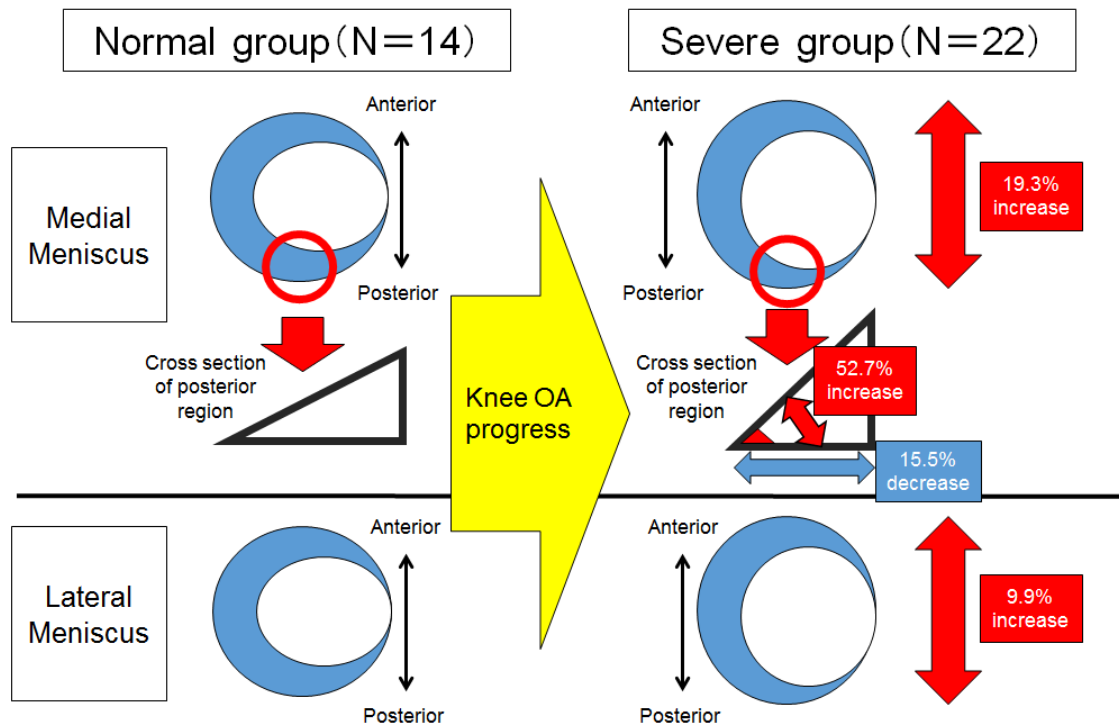 Normal group(N＝14)
Severe group(N＝22)
Medial
Meniscus
Anterior
Posterior
Cross section
of posterior
region
Knee OA
progress
Anterior
Posterior
19.3%
increase
Cross section
of posterior
region
52.7%
increase
15.5%
decrease
Lateral
Meniscus
Anterior
Posterior
Anterior
Posterior
9.9%
increase